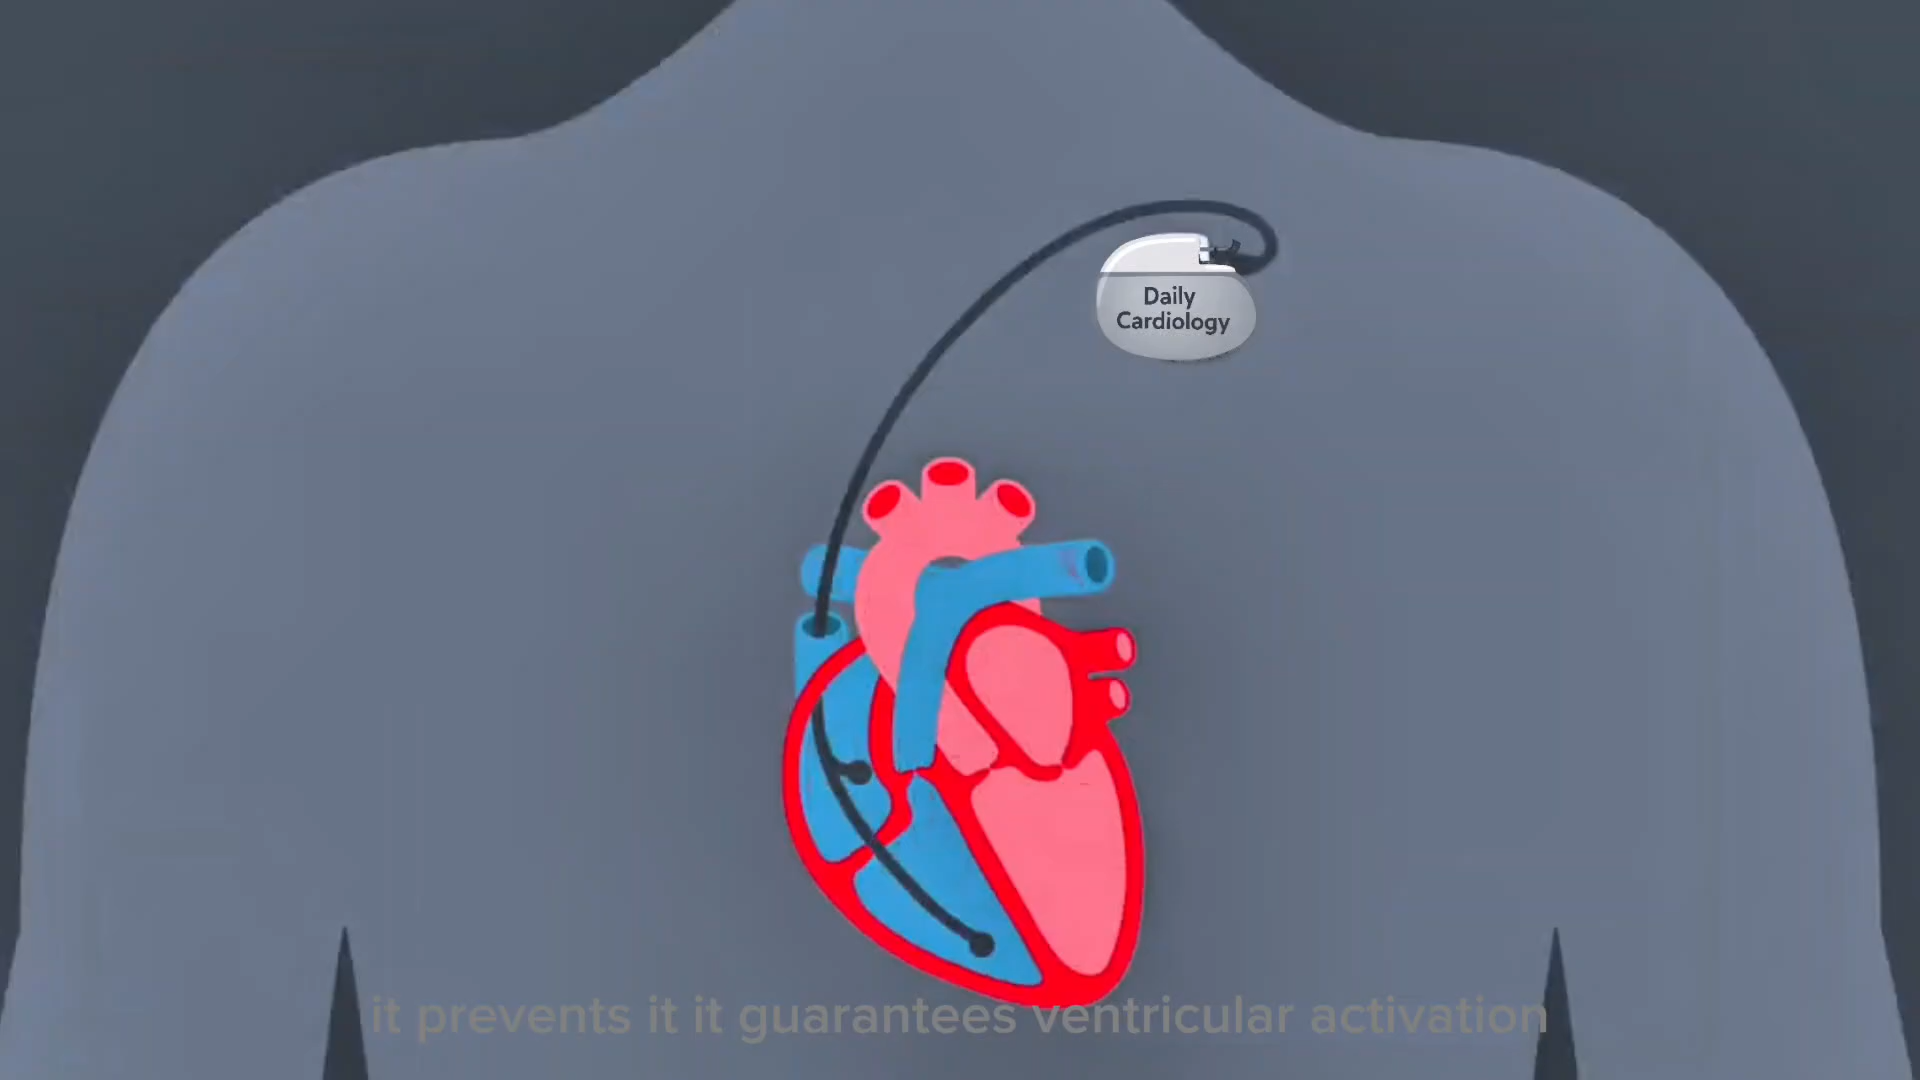 Daily
Cardiology
it prevents it it guarantees ventricular activation